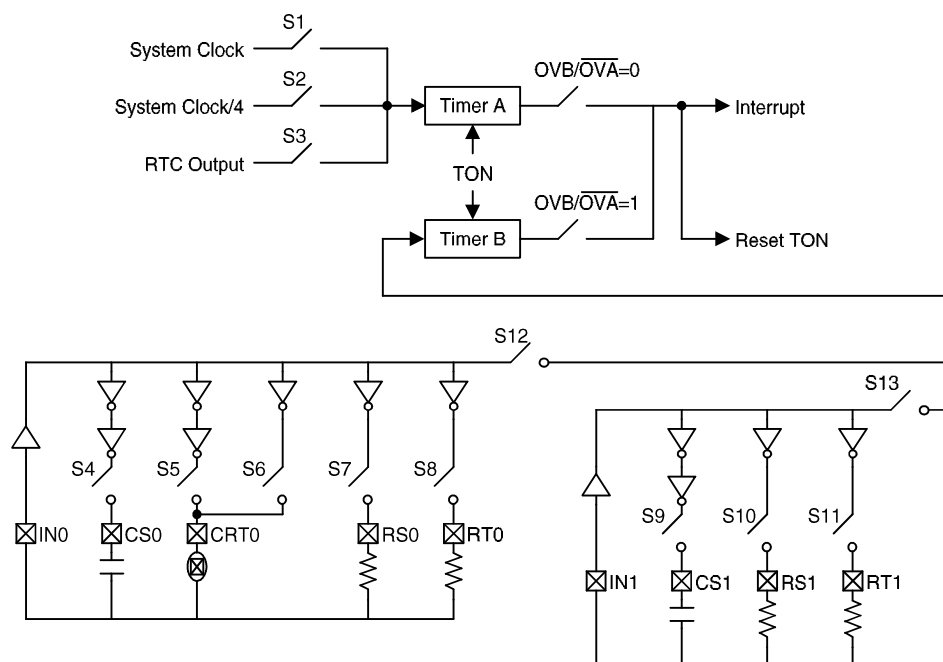 S1
System Clock
S2
OVB/O̅V̅A̅=0
System Clock/4
Timer A
Interrupt
S3
RTC Output
TON
OVB/O̅V̅A̅=1
Timer B
Reset TON
S12
S13
S4
S5
S6
S7
S8
S9
S10
S11
IN0
CS0
CRT0
RS0
RT0
IN1
CS1
RS1
RT1